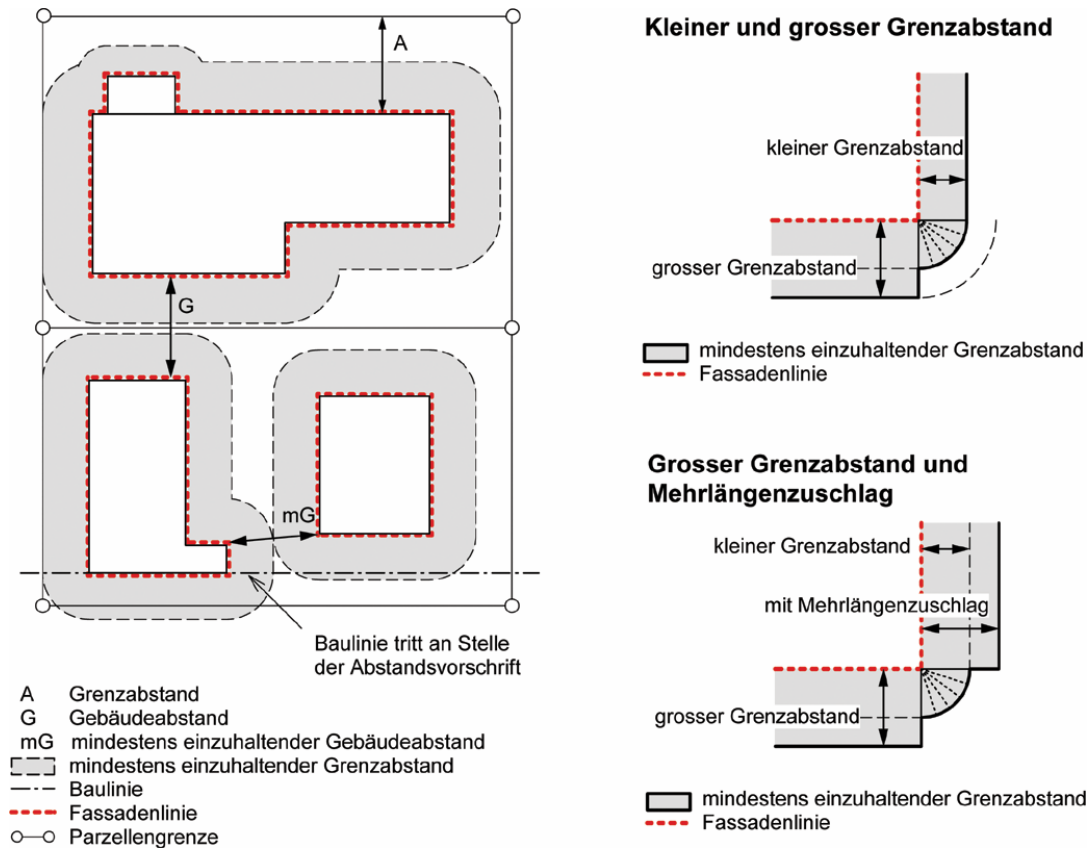 A
G
mG
Baulinie tritt an Stelle
der Abstandsvorschrift
A Grenzabstand
G Gebäudeabstand
mG mindestens einzuhaltender Gebäudeabstand
mindestens einzuhaltender Grenzabstand
Baulinie
Fassadenlinie
Parzellengrenze
Kleiner und grosser Grenzabstand
kleiner Grenzabstand
grosser Grenzabstand
mindestens einzuhaltender Grenzabstand
Fassadenlinie
Grosser Grenzabstand und
Mehrlängenzuschlag
kleiner Grenzabstand
mit Mehrlängenzuschlag
grosser Grenzabstand
mindestens einzuhaltender Grenzabstand
Fassadenlinie